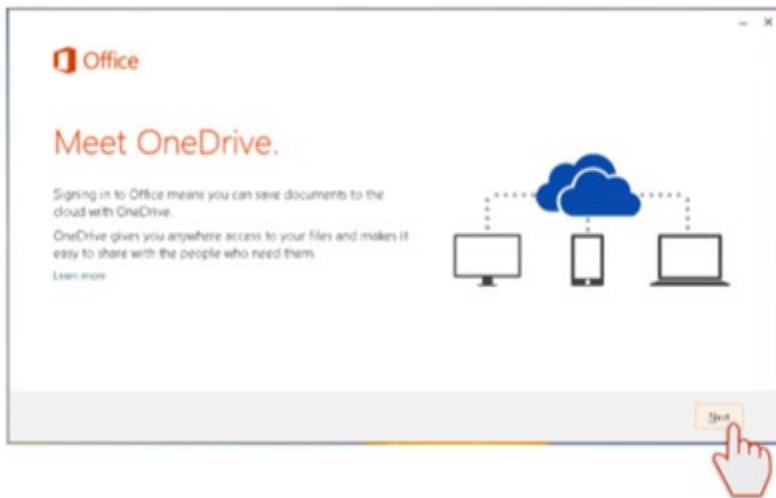 Office
Meet OneDrive.
Signing in to Office means you can save documents to the
cloud with OneDrive.
OneDrive gives you anywhere access to your files and makes it
easy to share with the people who need them.
Learn more
Next